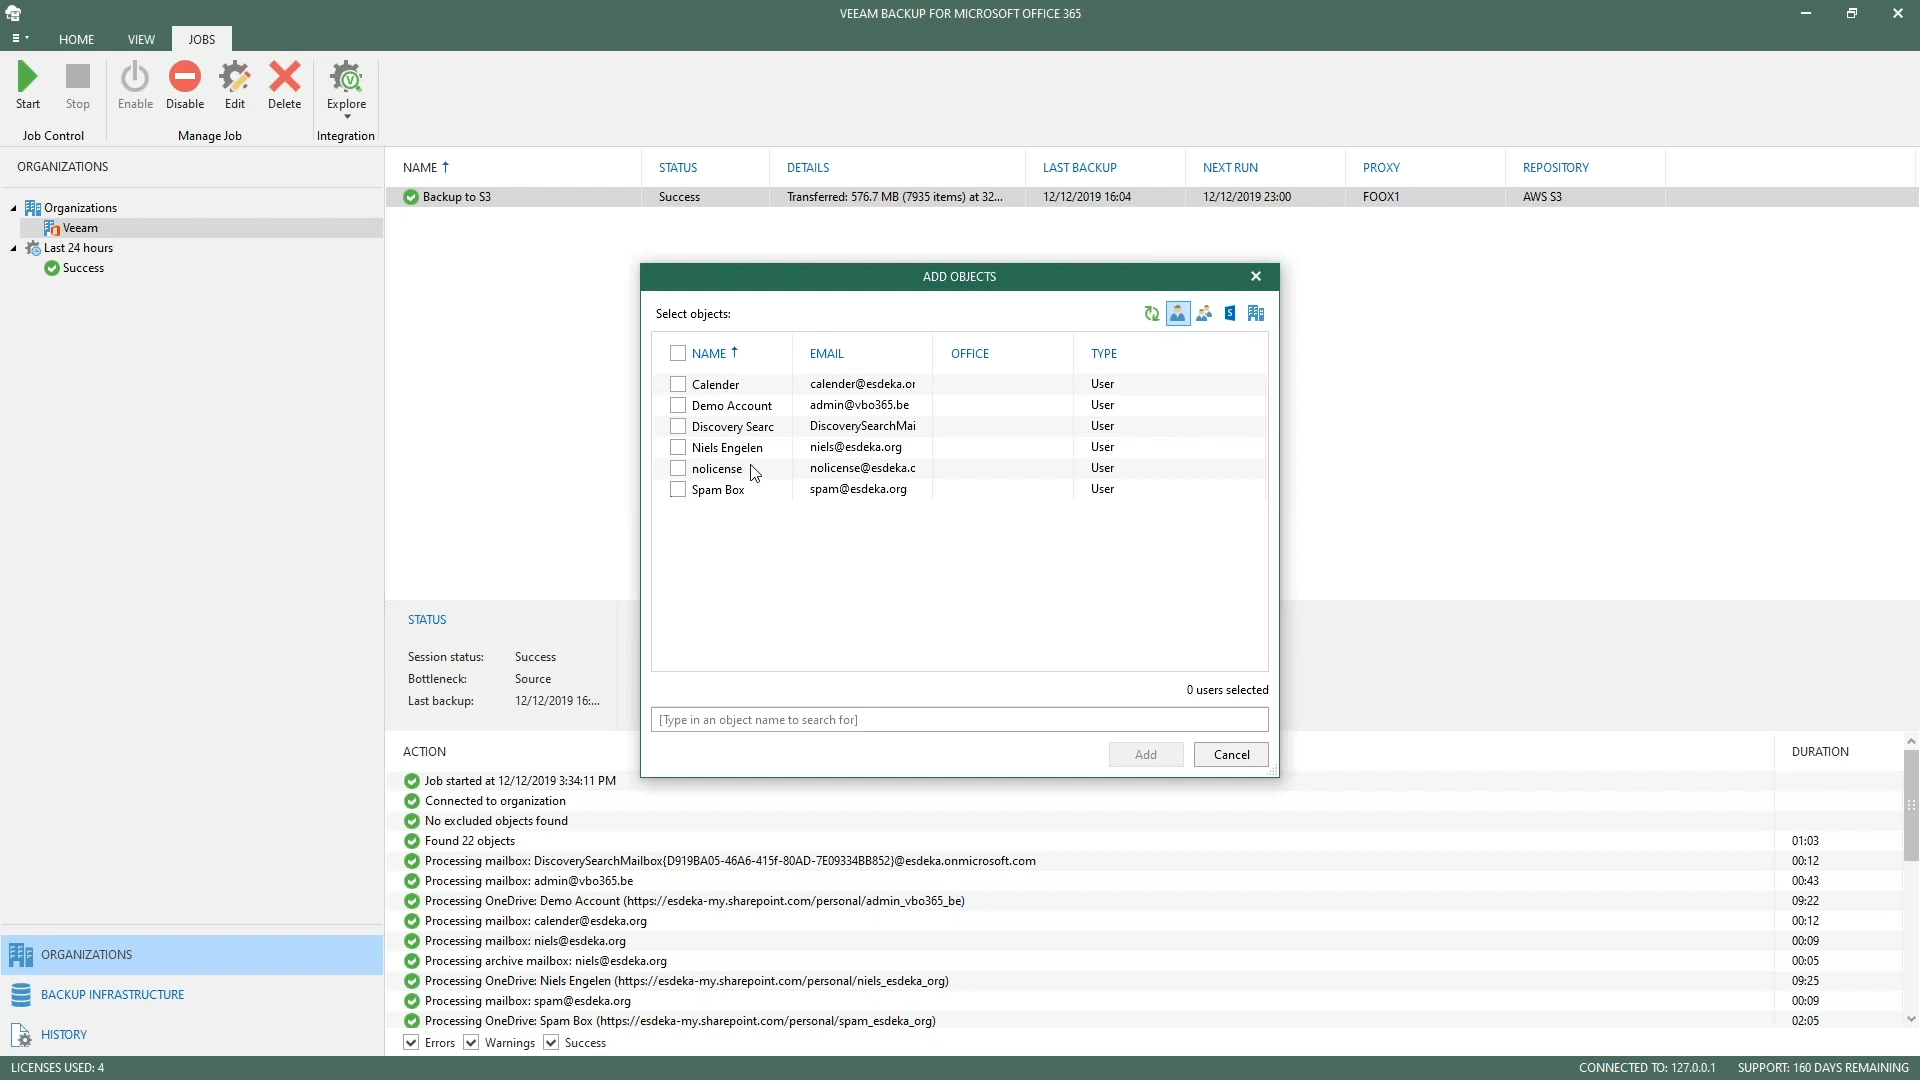 VEEAM BACKUP FOR MICROSOFT OFFICE 365
HOME VIEW JOBS
Start Stop Enable Disable Edit Delete Explore
Job Control Manage Job Integration
ORGANIZATIONS
Organizations
Veeam
Last 24 hours
Success
NAME STATUS DETAILS LAST BACKUP NEXT RUN PROXY REPOSITORY
Backup to S3 Success Transferred: 576.7 MB (7935 items) at 32... 12/12/2019 16:04 12/12/2019 23:00 FOOX1 AWS S3
ADD OBJECTS
Select objects:
NAME EMAIL OFFICE TYPE
Calender calender@esdeka.or User
Demo Account admin@vbo365.be User
Discovery Searc DiscoverySearchMai User
Niels Engelen niels@esdeka.org User
nolicense nolicense@esdeka.c User
Spam Box spam@esdeka.org User
0 users selected
[Type in an object name to search for]
Add Cancel
STATUS
Session status: Success
Bottleneck: Source
Last backup: 12/12/2019 16:...
ACTION DURATION
Job started at 12/12/2019 3:34:11 PM
Connected to organization
No excluded objects found
Found 22 objects 01:03
Processing mailbox: DiscoverySearchMailbox{D919BA05-46A6-415f-80AD-7E09334BB852}@esdeka.onmicrosoft.com 00:12
Processing mailbox: admin@vbo365.be 00:43
Processing OneDrive: Demo Account (https://esdeka-my.sharepoint.com/personal/admin_vbo365_be) 09:22
Processing mailbox: calender@esdeka.org 00:12
Processing mailbox: niels@esdeka.org 00:09
Processing archive mailbox: niels@esdeka.org 00:05
Processing OneDrive: Niels Engelen (https://esdeka-my.sharepoint.com/personal/niels_esdeka_org) 09:25
Processing mailbox: spam@esdeka.org 00:09
Processing OneDrive: Spam Box (https://esdeka-my.sharepoint.com/personal/spam_esdeka_org) 02:05
Errors Warnings Success
ORGANIZATIONS
BACKUP INFRASTRUCTURE
HISTORY
LICENSES USED: 4
CONNECTED TO: 127.0.0.1 SUPPORT: 160 DAYS REMAINING